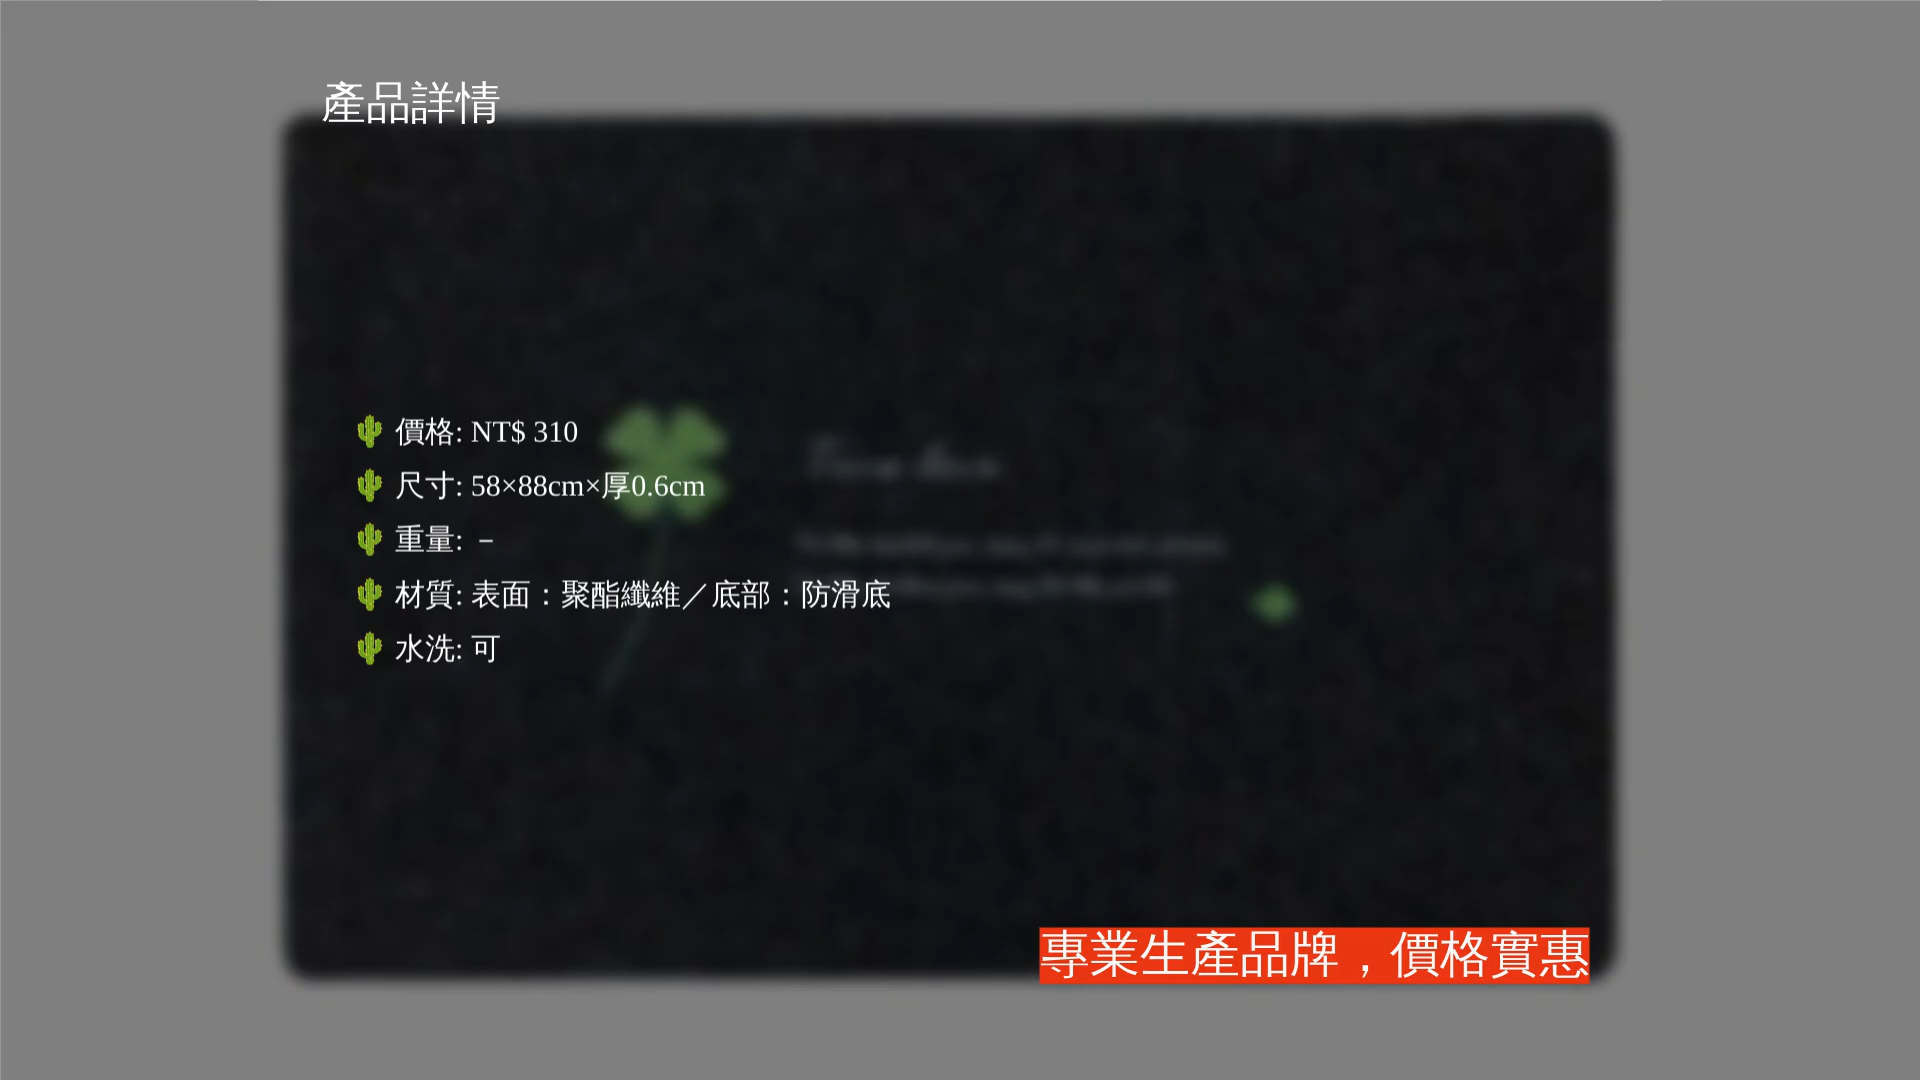 產品詳情
🌵 價格: NT$ 310
🌵 尺寸: 58×88cm×厚0.6cm
🌵 重量: －
🌵 材質: 表面：聚酯纖維／底部：防滑底
🌵 水洗: 可
專業生產品牌，價格實惠